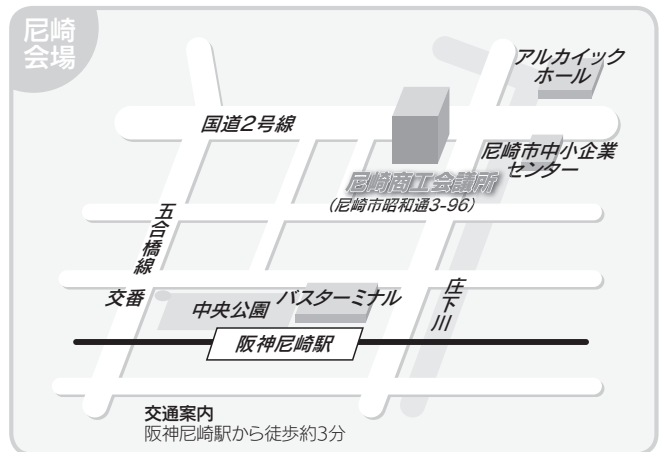 尼崎
会場
アルカイック
ホール
国道2号線
尼崎市中小企業
センター
尼崎商工会議所
(尼崎市昭和通3-96)
五合橋線
庄下川
交番
中央公園
バスターミナル
阪神尼崎駅
交通案内
阪神尼崎駅から徒歩約3分